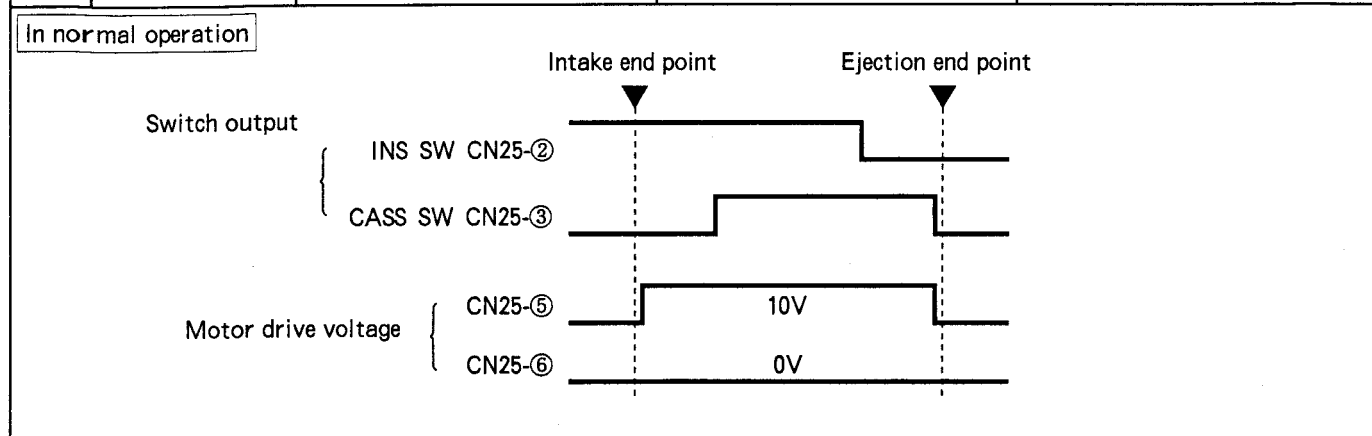 In normal operation
Intake end point
Ejection end point
Switch output
INS SW CN25-②
CASS SW CN25-③
CN25-⑤
10V
Motor drive voltage
CN25-⑥
0V